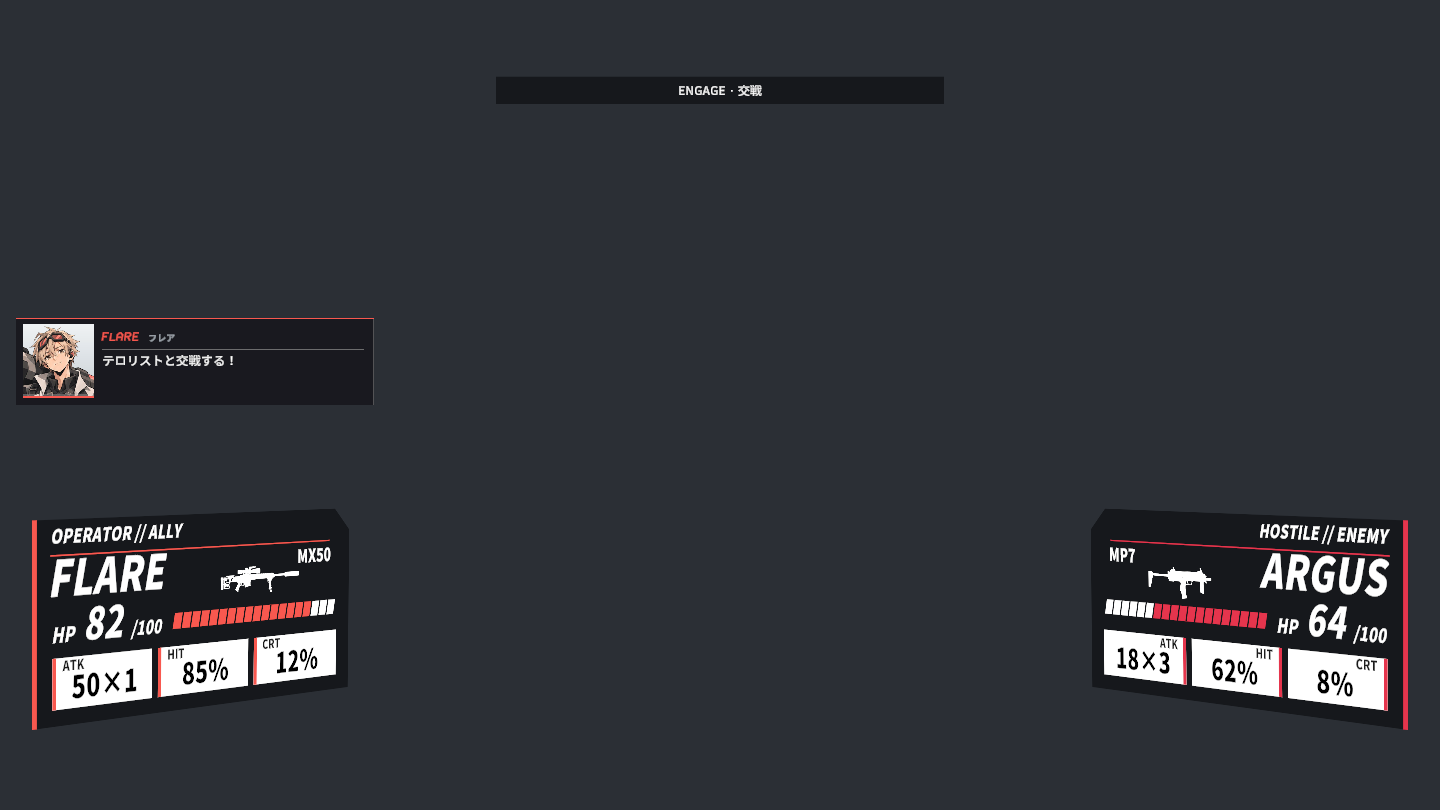 ENGAGE · 交戦
FLARE フレア
テロリストと交戦する！
OPERATOR // ALLY
MX50
FLARE
HP 82 /100
ATK
50×1
HIT
85%
CRT
12%
HOSTILE // ENEMY
MP7
ARGUS
HP 64 /100
ATK
18×3
HIT
62%
CRT
8%